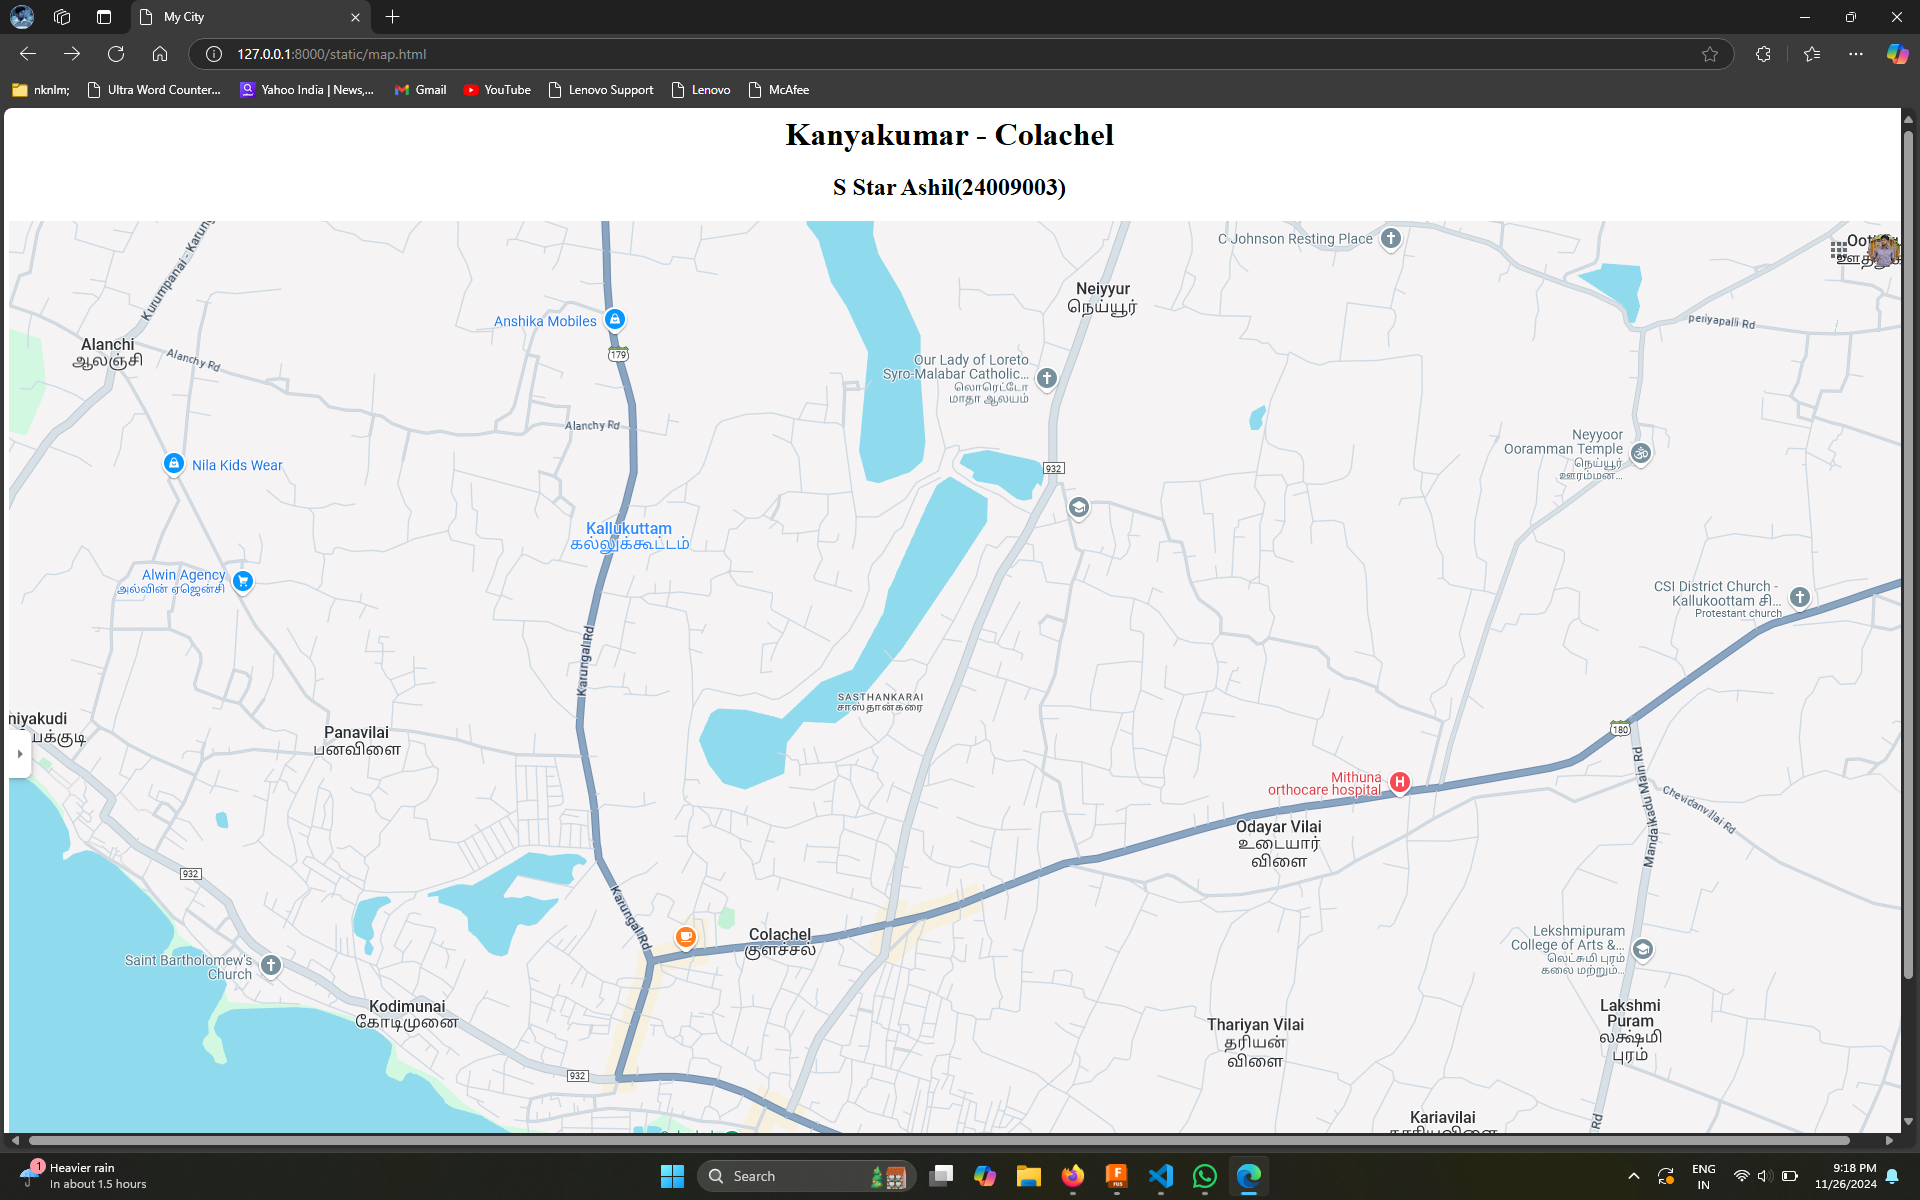 My City
127.0.0.1:8000/static/map.html
nknlm;
Ultra Word Counter...
Yahoo India | News,...
Gmail
YouTube
Lenovo Support
Lenovo
McAfee
Kanyakumar - Colachel
S Star Ashil(24009003)
Kurumpanai - Karung
C Johnson Resting Place
Neiyyur
நெய்யூர்
periyapalli Rd
Anshika Mobiles
179
Alanchi
ஆலஞ்சி
Alanchy Rd
Our Lady of Loreto
Syro-Malabar Catholic...
லொரெட்டோ
மாதா ஆலயம்
Alanchy Rd
Neyyoor
Ooramman Temple
நெய்யூர்
ஊரம்மன்...
Nila Kids Wear
932
Kallukuttam
கல்லுக்கூட்டம்
Alwin Agency
அல்வின் ஏஜென்சி
CSI District Church -
Kallukoottam சி...
Protestant church
Karungal Rd
SASTHANKARAI
சாஸ்தான்கரை
niyakudi
யக்குடி
Panavilai
பனவிளை
180
Mandaikadu Main Rd
Chevidanvillai Rd
Mithuna
orthocare hospital
Odayar Vilai
உடையார்
விளை
932
Karungal Rd
Colachel
குளச்சல்
Lekshmipuram
College of Arts &...
லெட்சுமி புரம்
கலை மற்றும்...
Saint Bartholomew's
Church
Kodimunai
கோடிமுனை
Lakshmi
Puram
லக்ஷ்மி
புரம்
Thariyan Vilai
தரியன்
விளை
932
Kariavilai
Rd
1
Heavier rain
In about 1.5 hours
Search
ENG
IN
9:18 PM
11/26/2024